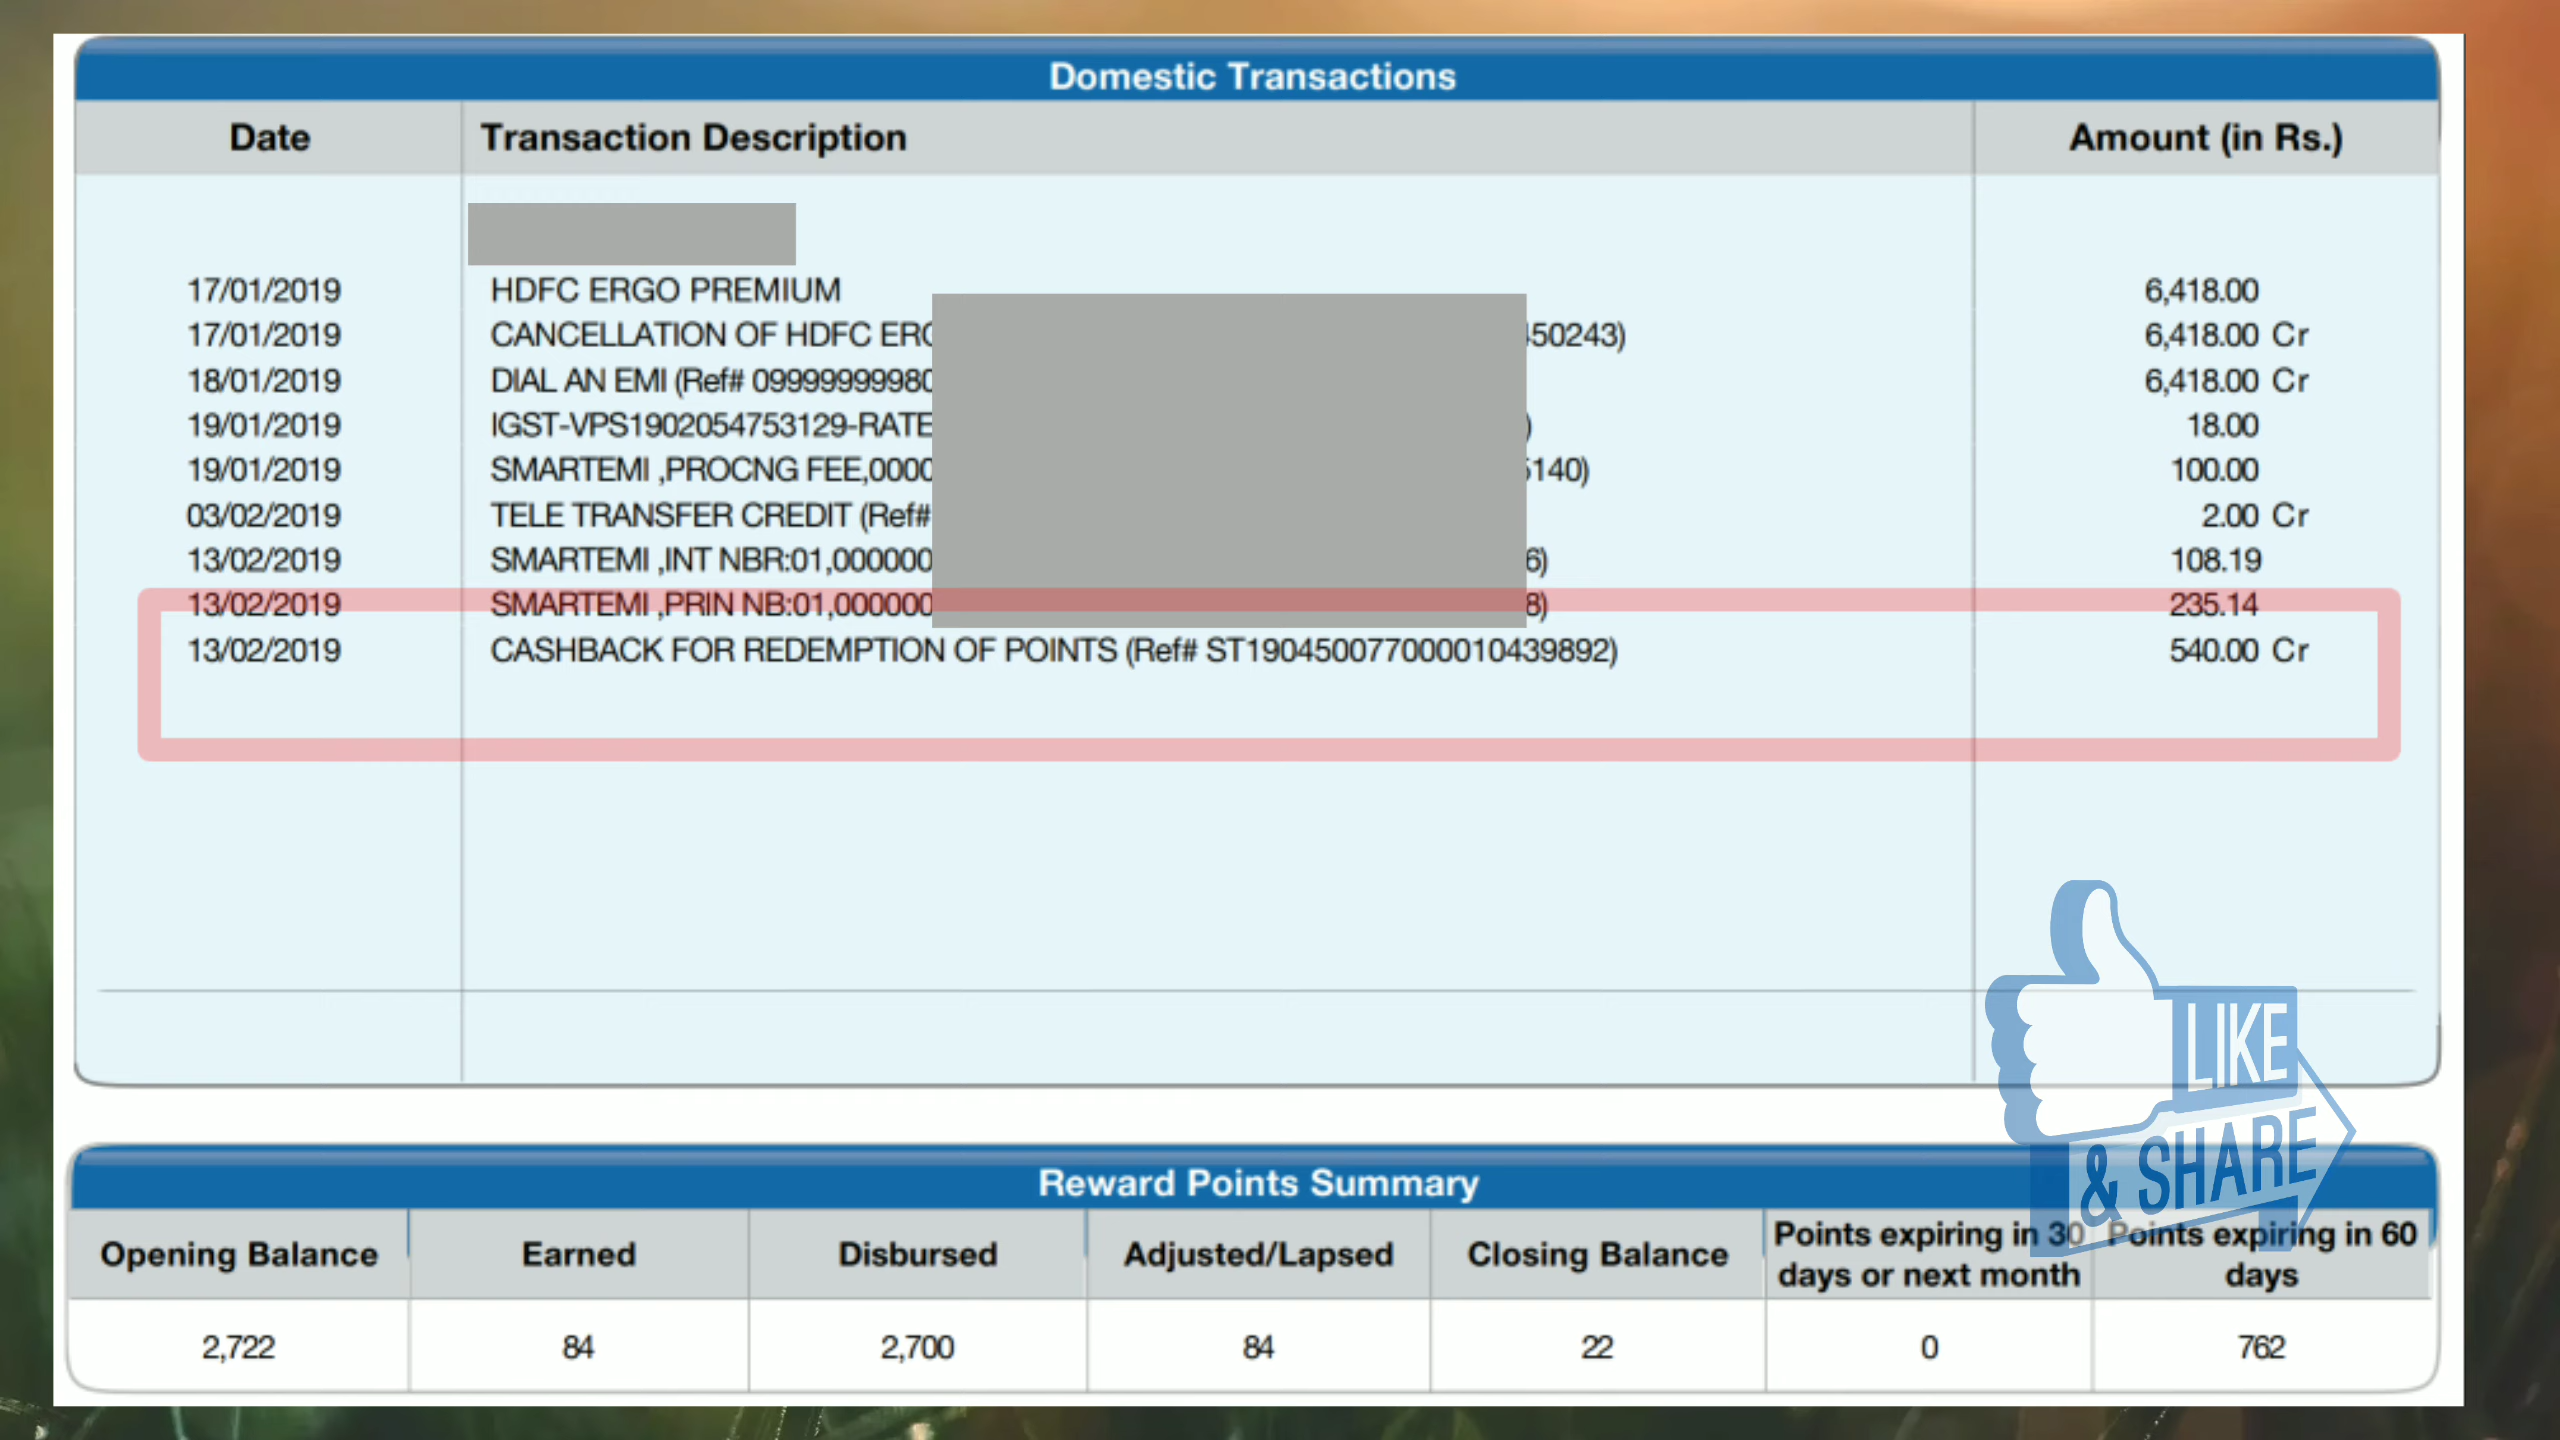 Domestic Transactions
Date Transaction Description Amount (in Rs.)
17/01/2019 HDFC ERGO PREMIUM 6,418.00
17/01/2019 CANCELLATION OF HDFC 450243) 6,418.00 Cr
18/01/2019 DIAL AN EMI (Ref# 09999999980 6,418.00 Cr
19/01/2019 IGST-VPS1902054753129-RATE ) 18.00
19/01/2019 SMARTEMI ,PROCNG FEE,0000 5140) 100.00
03/02/2019 TELE TRANSFER CREDIT (Ref# 2.00 Cr
13/02/2019 SMARTEMI ,INT NBR:01,000000 6) 108.19
13/02/2019 SMARTEMI ,PRIN NB:01,000000 8) 235.14
13/02/2019 CASHBACK FOR REDEMPTION OF POINTS (Ref# ST190450077000010439892) 540.00 Cr
LIKE
& SHARE
Reward Points Summary
Opening Balance Earned Disbursed Adjusted/Lapsed Closing Balance Points expiring in 30 days or next month Points expiring in 60 days
2,722 84 2,700 84 22 0 762